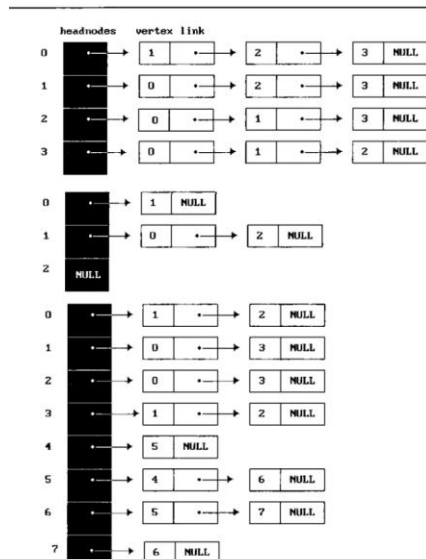 headnodes vertex link
0 1 2 3 NULL
1 0 2 3 NULL
2 0 1 3 NULL
3 0 1 2 NULL
0 1 NULL
1 0 2 NULL
2 NULL
0 1 2 NULL
1 0 3 NULL
2 0 3 NULL
3 1 2 NULL
4 5 NULL
5 4 6 NULL
6 5 7 NULL
7 6 NULL